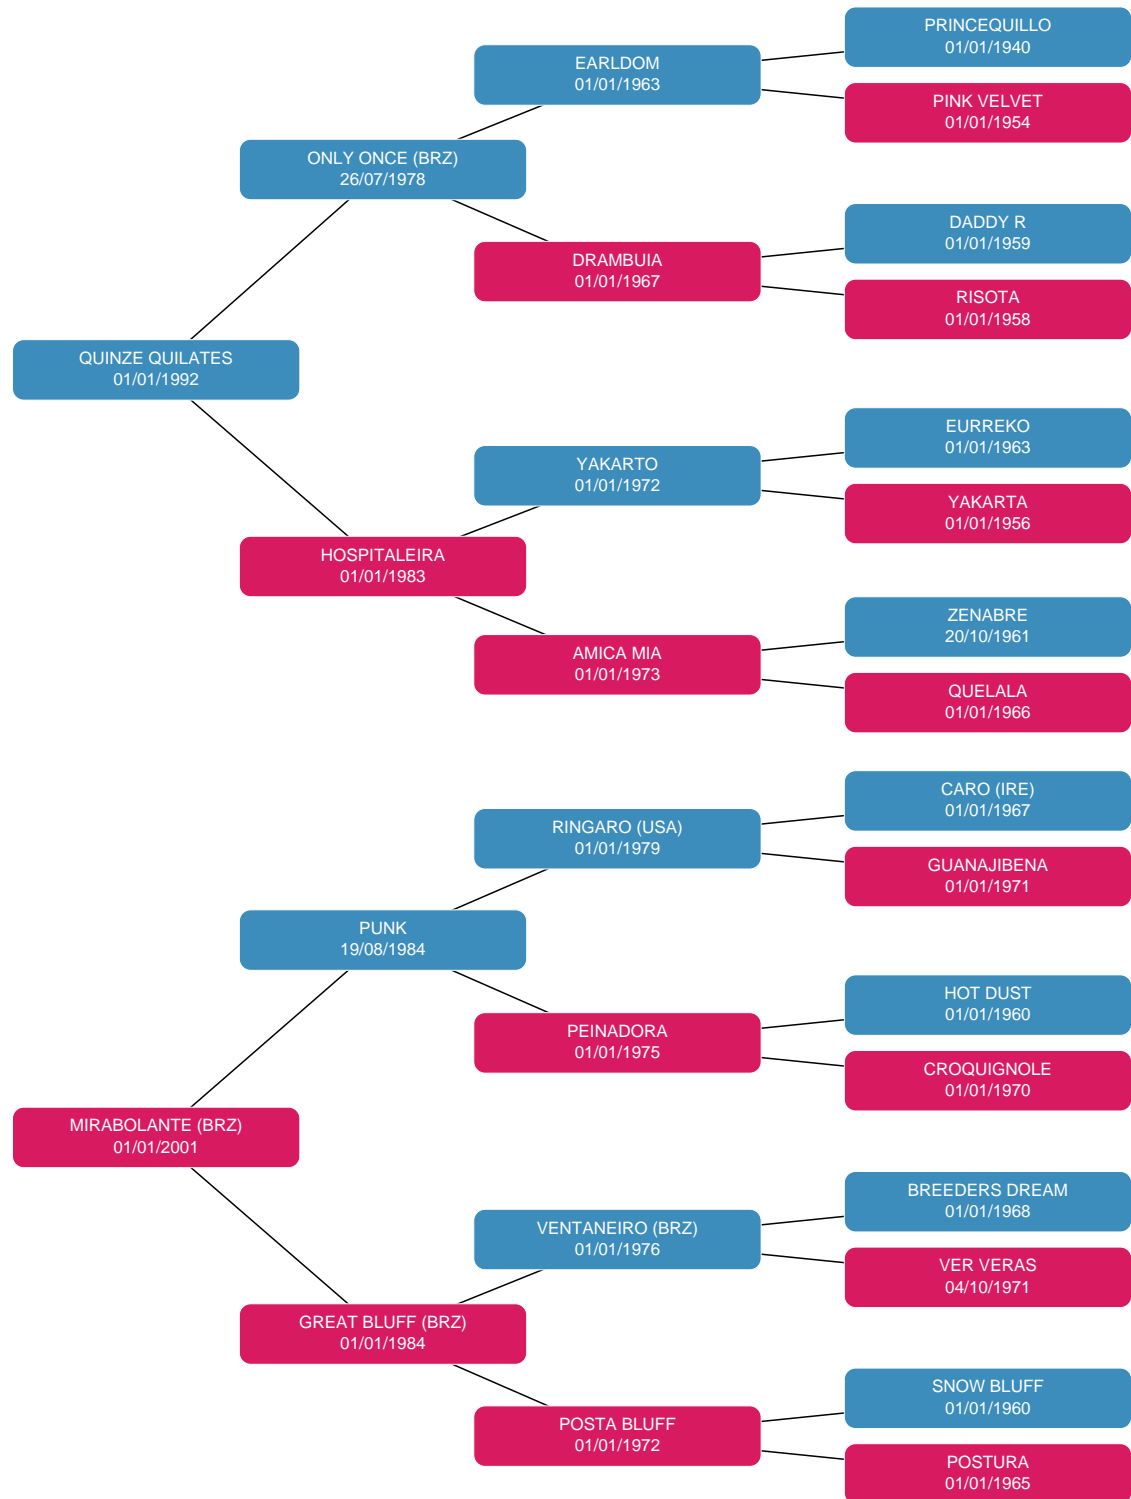 PRINCEQUILLO
01/01/1940
EARLDOM
01/01/1963
PINK VELVET
01/01/1954
ONLY ONCE (BRZ)
26/07/1978
DADDY R
01/01/1959
DRAMBUIA
01/01/1967
RISOTA
01/01/1958
QUINZE QUILATES
01/01/1992
EURREKO
01/01/1963
YAKARTO
01/01/1972
YAKARTA
01/01/1956
HOSPITALEIRA
01/01/1983
ZENABRE
20/10/1961
AMICA MIA
01/01/1973
QUELALA
01/01/1966
CARO (IRE)
01/01/1967
RINGARO (USA)
01/01/1979
GUANAJIBENA
01/01/1971
PUNK
19/08/1984
HOT DUST
01/01/1960
PEINADORA
01/01/1975
CROQUIGNOLE
01/01/1970
MIRABOLANTE (BRZ)
01/01/2001
BREEDERS DREAM
01/01/1968
VENTANEIRO (BRZ)
01/01/1976
VER VERAS
04/10/1971
GREAT BLUFF (BRZ)
01/01/1984
SNOW BLUFF
01/01/1960
POSTA BLUFF
01/01/1972
POSTURA
01/01/1965